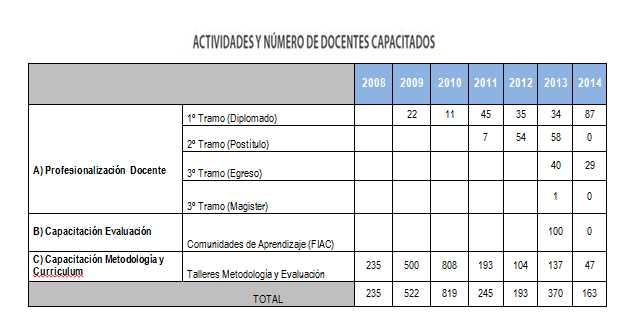 ACTIVIDADES Y NÚMERO DE DOCENTES CAPACITADOS
2008 2009 2010 2011 2012 2013 2014
A) Profesionalización Docente
1º Tramo (Diplomado) 22 11 45 35 34 87
2º Tramo (Postítulo) 7 54 58 0
3º Tramo (Egreso) 40 29
3º Tramo (Magister) 1 0
B) Capacitación Evaluación
Comunidades de Aprendizaje (FIAC) 100 0
C) Capacitación Metodología y
Curriculum
Talleres Metodología y Evaluación 235 500 808 193 104 137 47
TOTAL 235 522 819 245 193 370 163